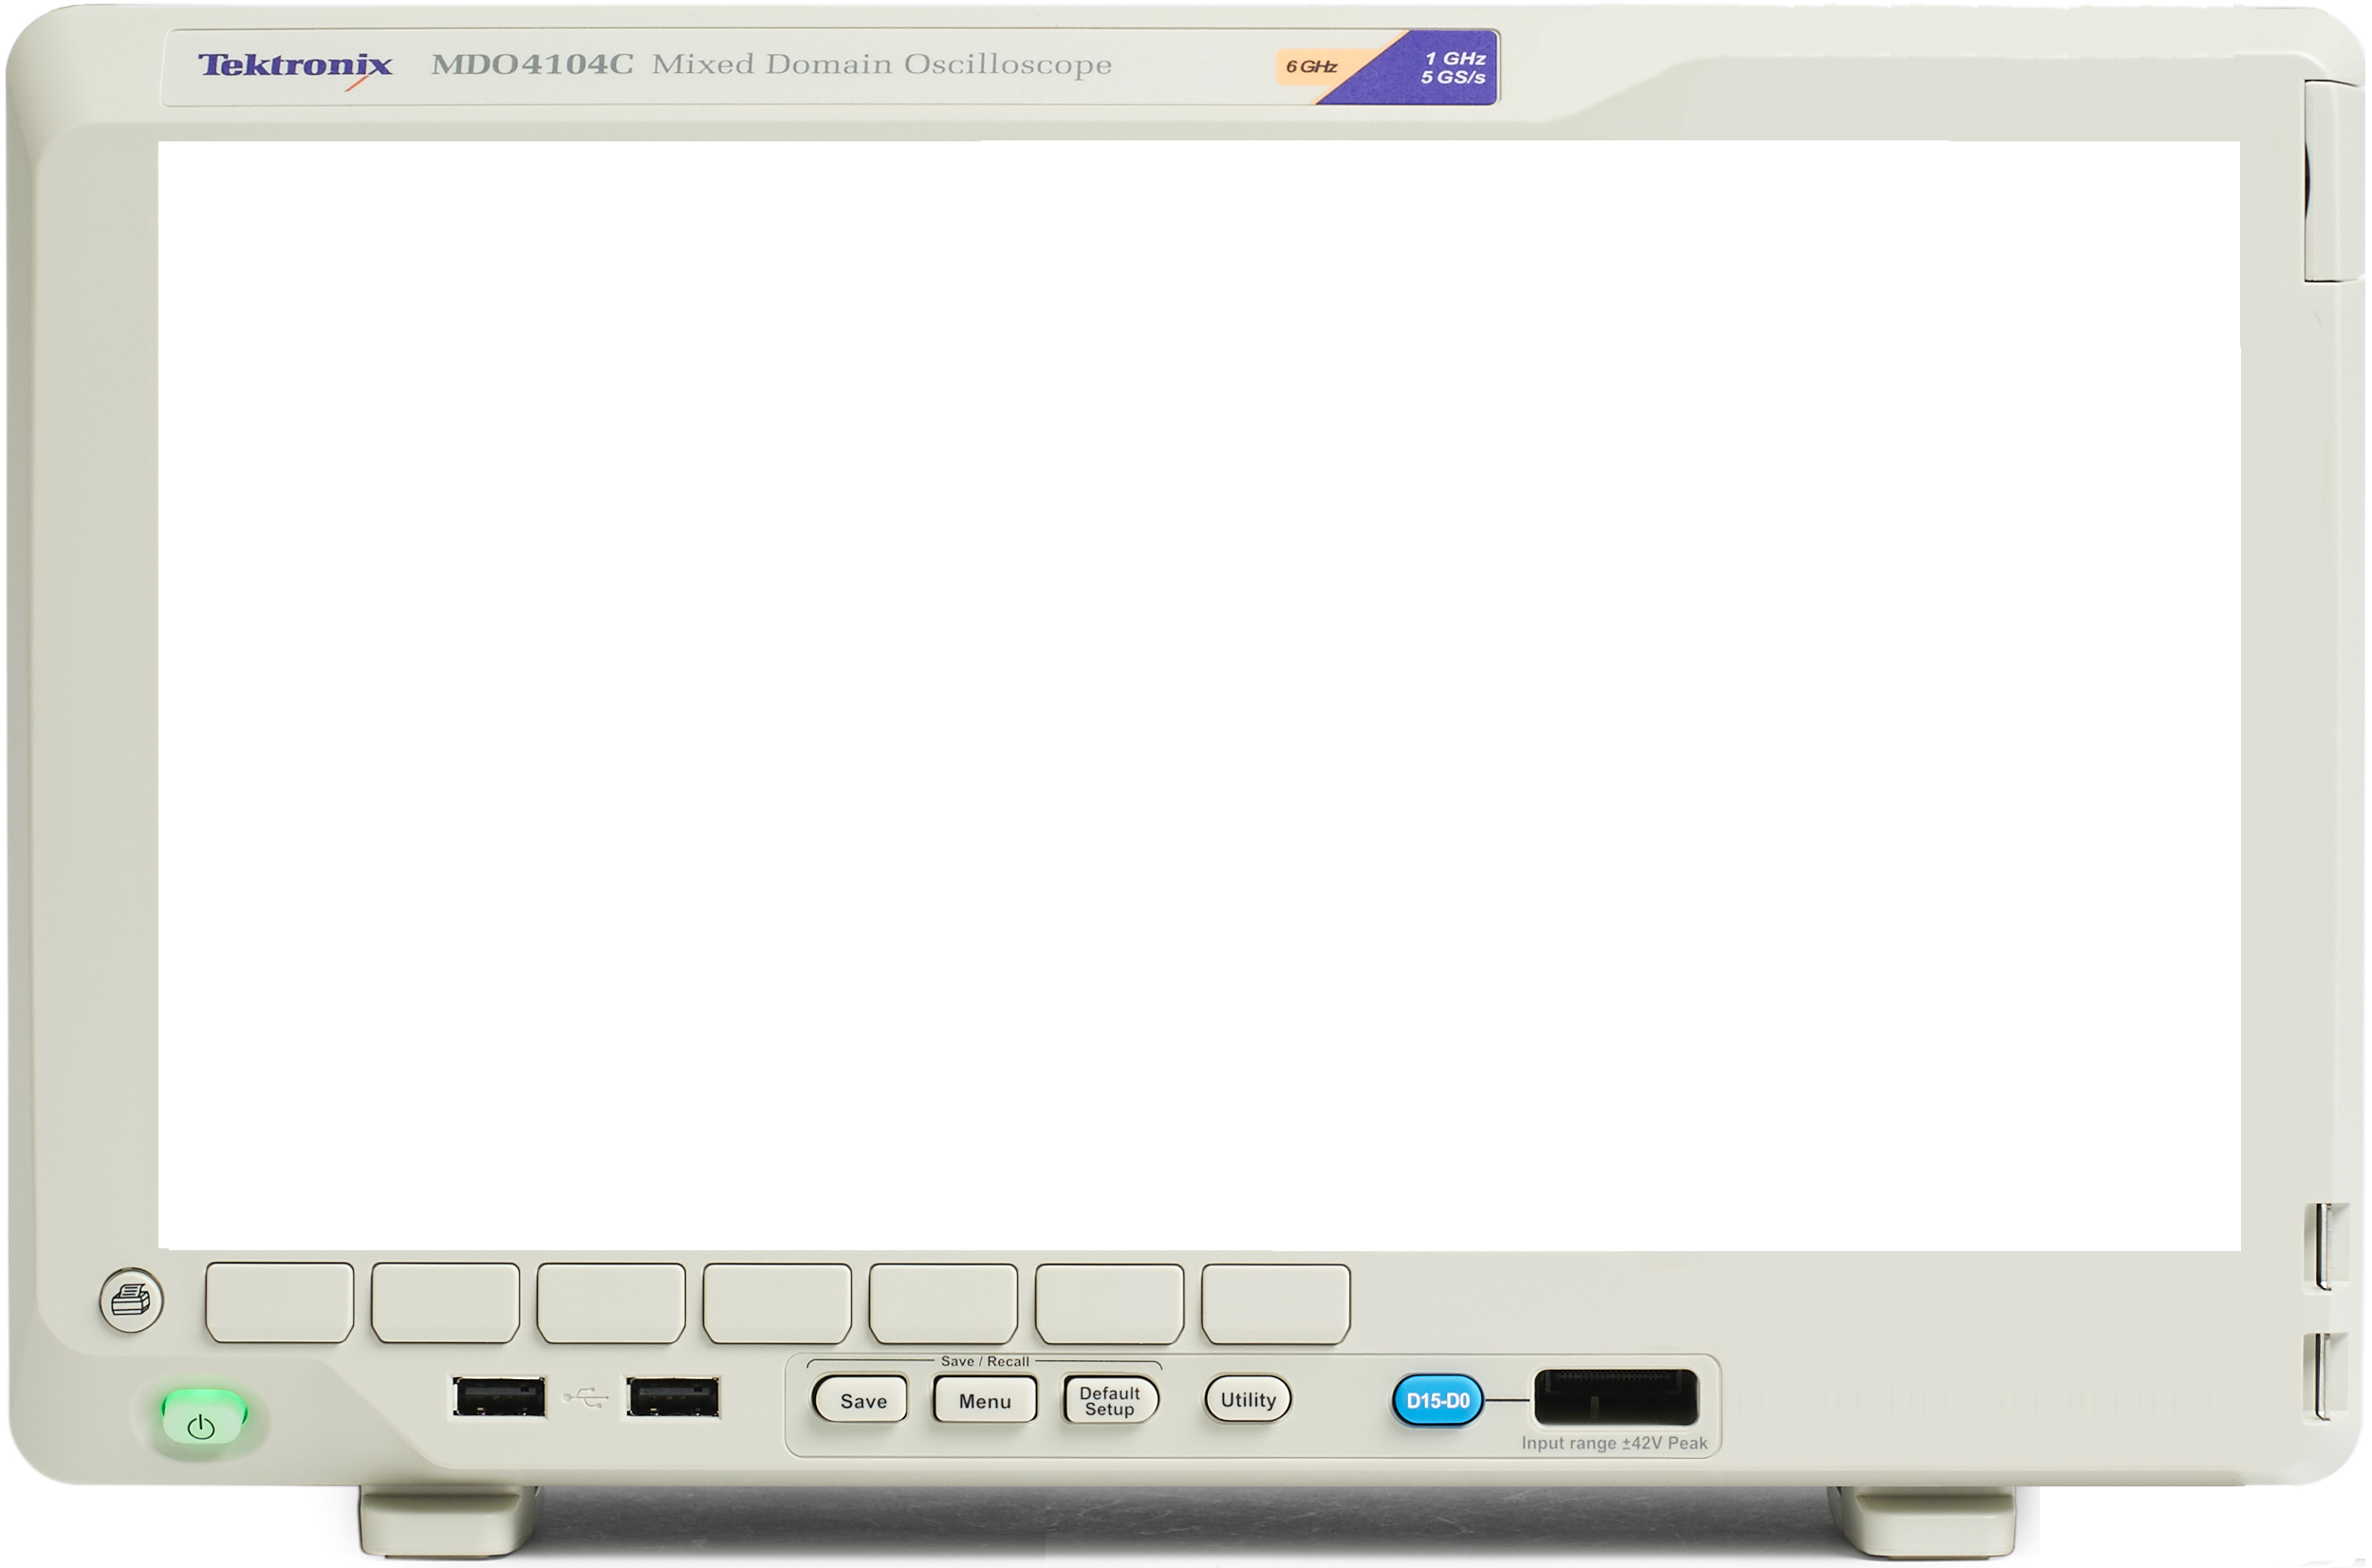 Tektronix MDO4104C Mixed Domain Oscilloscope 6 GHz 1 GHz
5 GS/s
Save / Recall
Save Menu Default Setup Utility D15-D0
Input range ±42V Peak